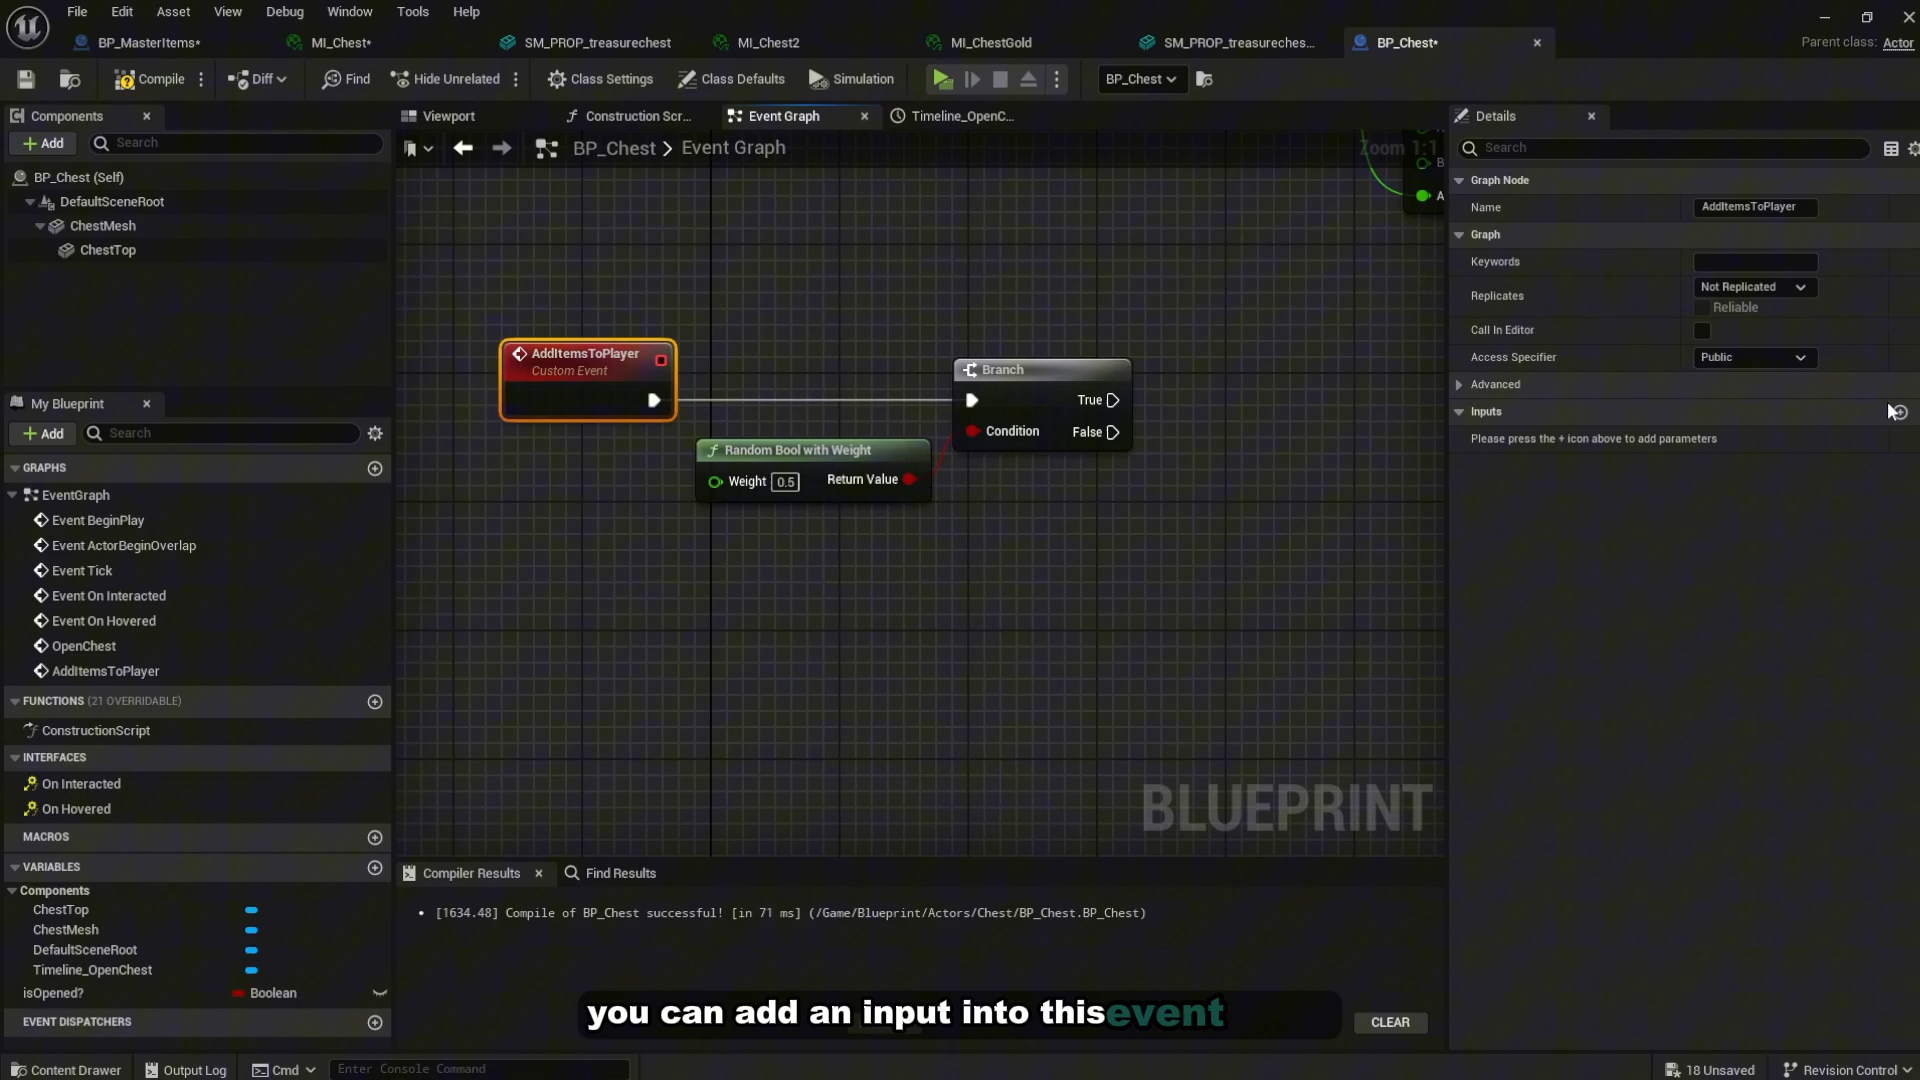 File Edit Asset View Debug Window Tools Help
BP_MasterItems* MI_Chest* SM_PROP_treasurechest MI_Chest2 MI_ChestGold SM_PROP_treasureches... BP_Chest* Parent class: Actor
Compile Diff Find Hide Unrelated Class Settings Class Defaults Simulation BP_Chest
Components Viewport Construction Scr... Event Graph Timeline_OpenC... Details
Add Search BP_Chest > Event Graph Zoom 1:1 Search
BP_Chest (Self)
DefaultSceneRoot
ChestMesh
ChestTop
Graph Node
Name AddItemsToPlayer
Graph
Keywords
Replicates Not Replicated
Reliable
Call In Editor
Access Specifier Public
Advanced
Inputs
Please press the + icon above to add parameters
B
A
AddItemsToPlayer
Custom Event
Branch
True
Condition False
Random Bool with Weight
Weight 0.5 Return Value
BLUEPRINT
My Blueprint
Add Search
GRAPHS
EventGraph
Event BeginPlay
Event ActorBeginOverlap
Event Tick
Event On Interacted
Event On Hovered
OpenChest
AddItemsToPlayer
FUNCTIONS (21 OVERRIDABLE)
ConstructionScript
INTERFACES
On Interacted
On Hovered
MACROS
VARIABLES
Components
ChestTop
ChestMesh
DefaultSceneRoot
Timeline_OpenChest
isOpened? Boolean
EVENT DISPATCHERS
Compiler Results Find Results
[1634.48] Compile of BP_Chest successful! [in 71 ms] (/Game/Blueprint/Actors/Chest/BP_Chest.BP_Chest)
you can add an input into this event
CLEAR
Content Drawer Output Log Cmd Enter Console Command 18 Unsaved Revision Control